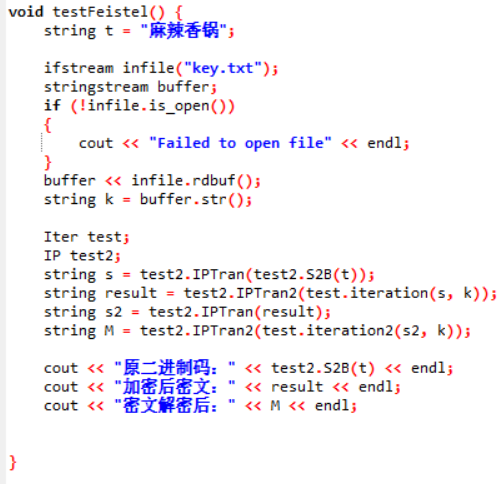 void testFeistel() {
    string t = "麻辣香锅";
    ifstream infile("key.txt");
    stringstream buffer;
    if (!infile.is_open())
    {
        cout << "Failed to open file" << endl;
    }
    buffer << infile.rdbuf();
    string k = buffer.str();
    Iter test;
    IP test2;
    string s = test2.IPTran(test2.S2B(t));
    string result = test2.IPTran2(test.iteration(s, k));
    string s2 = test2.IPTran(result);
    string M = test2.IPTran2(test.iteration2(s2, k));
    cout << "原二进制码：" << test2.S2B(t) << endl;
    cout << "加密后密文：" << result << endl;
    cout << "密文解密后：" << M << endl;
}